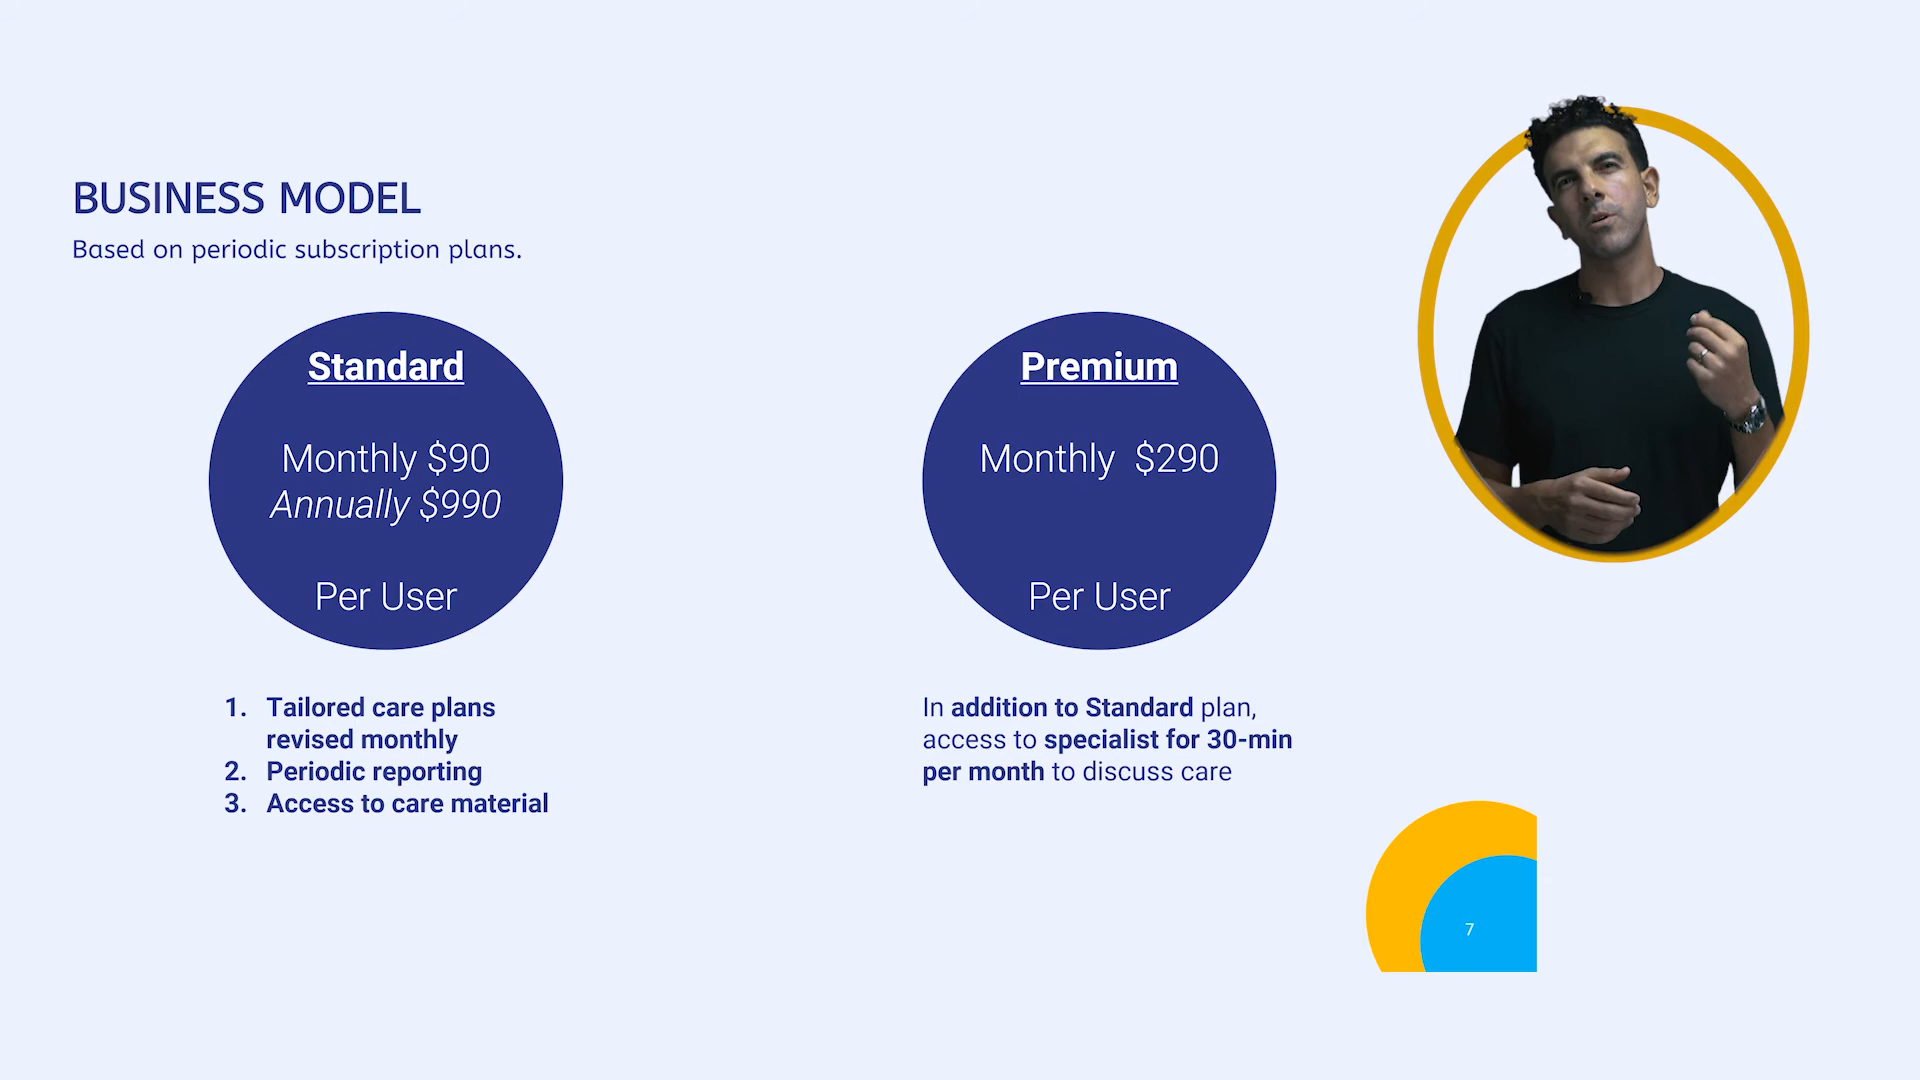 BUSINESS MODEL
Based on periodic subscription plans.
Standard
Monthly $90
Annually $990
Per User
1. Tailored care plans
revised monthly
2. Periodic reporting
3. Access to care material
Premium
Monthly $290
Per User
In addition to Standard plan,
access to specialist for 30-min
per month to discuss care
7